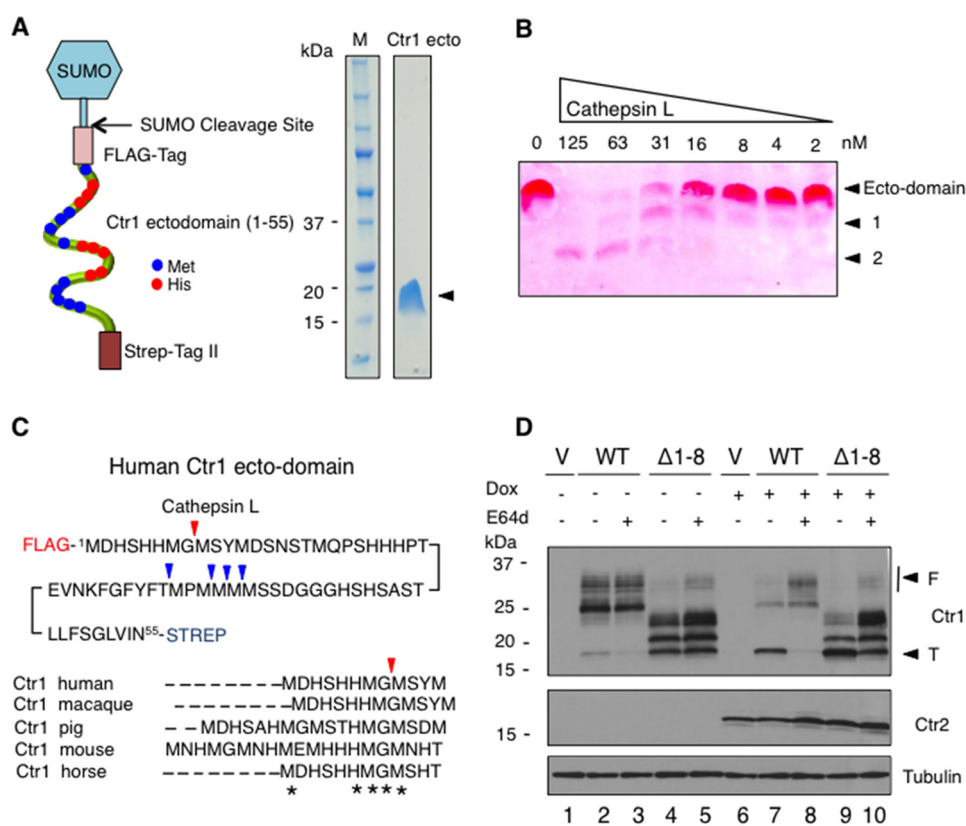 A
SUMO
SUMO Cleavage Site
FLAG-Tag
Ctr1 ectodomain (1-55)
Met
His
Strep-Tag II
kDa
M
Ctr1 ecto
37 -
20 -
15 -
B
Cathepsin L
0 125 63 31 16 8 4 2 nM
Ecto-domain
1
2
C
Human Ctr1 ecto-domain
Cathepsin L
FLAG-¹MDHSHHMGMSYMDSNSTMQPSHHHPT
EVNKFGFYFTMPMMMMSSDGGGHSHSAST
LLFSGLVIN⁵⁵-STREP
Ctr1 human -------------MDHSHHMGMSYM
Ctr1 macaque --------------MDHSHHMGMSYM
Ctr1 pig -- --MDHSAHMGMSTHMGMSDM
Ctr1 mouse MNHMGMNHMEMHHHMGMNHT
Ctr1 horse -------------MDHSHHMGMSHT
* * * * *
D
V WT Δ1-8 V WT Δ1-8
Dox - - - - - + + + + +
E64d - - + - + - - + - +
kDa
37 -
25 -
20 -
15 -
F
Ctr1
T
15 -
Ctr2
Tubulin
1 2 3 4 5 6 7 8 9 10